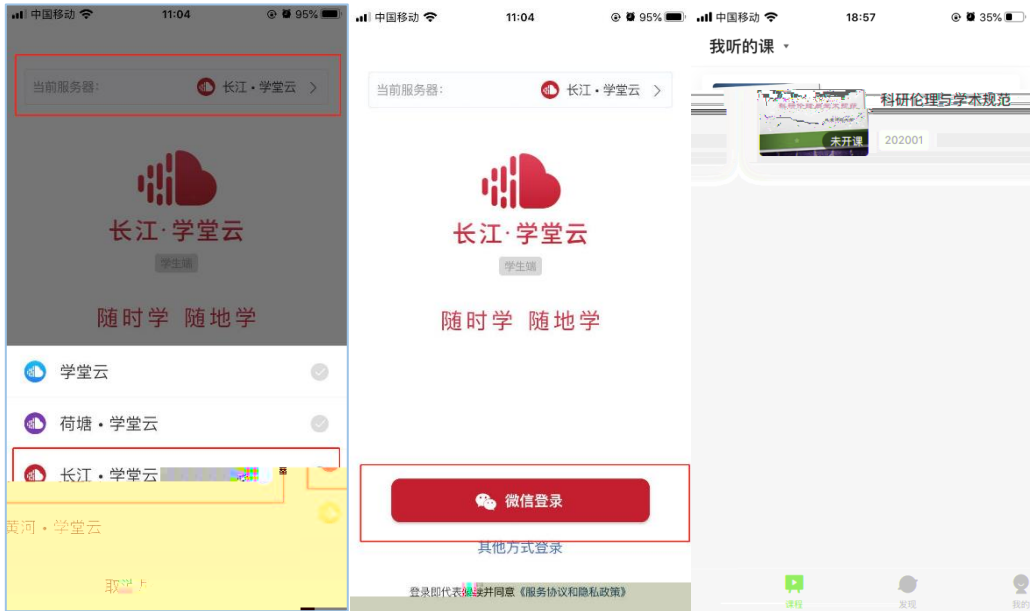 中国移动
11:04
95%
当前服务器：
长江·学堂云
长江·学堂云
学生端
随时学 随地学
学堂云
荷塘·学堂云
长江·学堂云
黄河·学堂云
中国移动
11:04
95%
当前服务器：
长江·学堂云
长江·学堂云
学生端
随时学 随地学
微信登录
其他方式登录
登录即代表 并同意《服务协议和隐私政策》
中国移动
18:57
35%
我听的课
科研伦理与学术规范
未开课
202001
课程
发现
我的